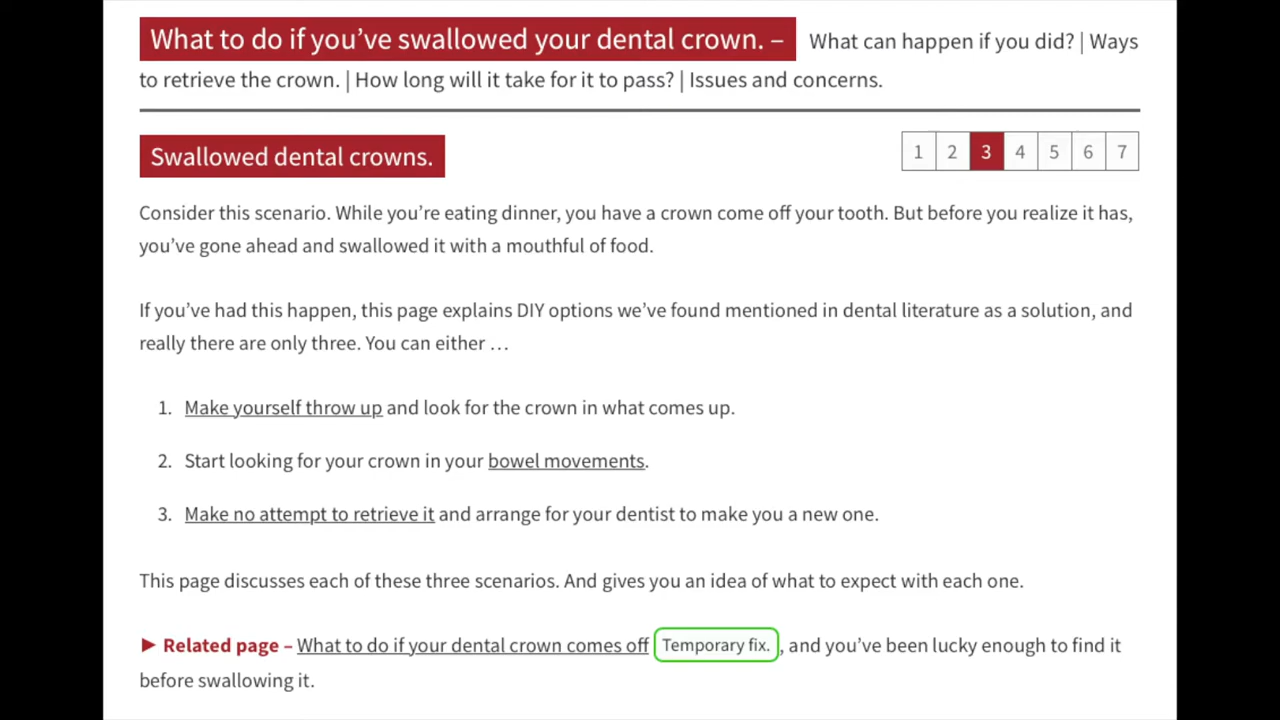 What to do if you’ve swallowed your dental crown. – What can happen if you did? | Ways
to retrieve the crown. | How long will it take for it to pass? | Issues and concerns.
Swallowed dental crowns.
1 2 3 4 5 6 7
Consider this scenario. While you’re eating dinner, you have a crown come off your tooth. But before you realize it has,
you’ve gone ahead and swallowed it with a mouthful of food.
If you’ve had this happen, this page explains DIY options we’ve found mentioned in dental literature as a solution, and
really there are only three. You can either …
1. Make yourself throw up and look for the crown in what comes up.
2. Start looking for your crown in your bowel movements.
3. Make no attempt to retrieve it and arrange for your dentist to make you a new one.
This page discusses each of these three scenarios. And gives you an idea of what to expect with each one.
► Related page – What to do if your dental crown comes off Temporary fix. , and you’ve been lucky enough to find it
before swallowing it.